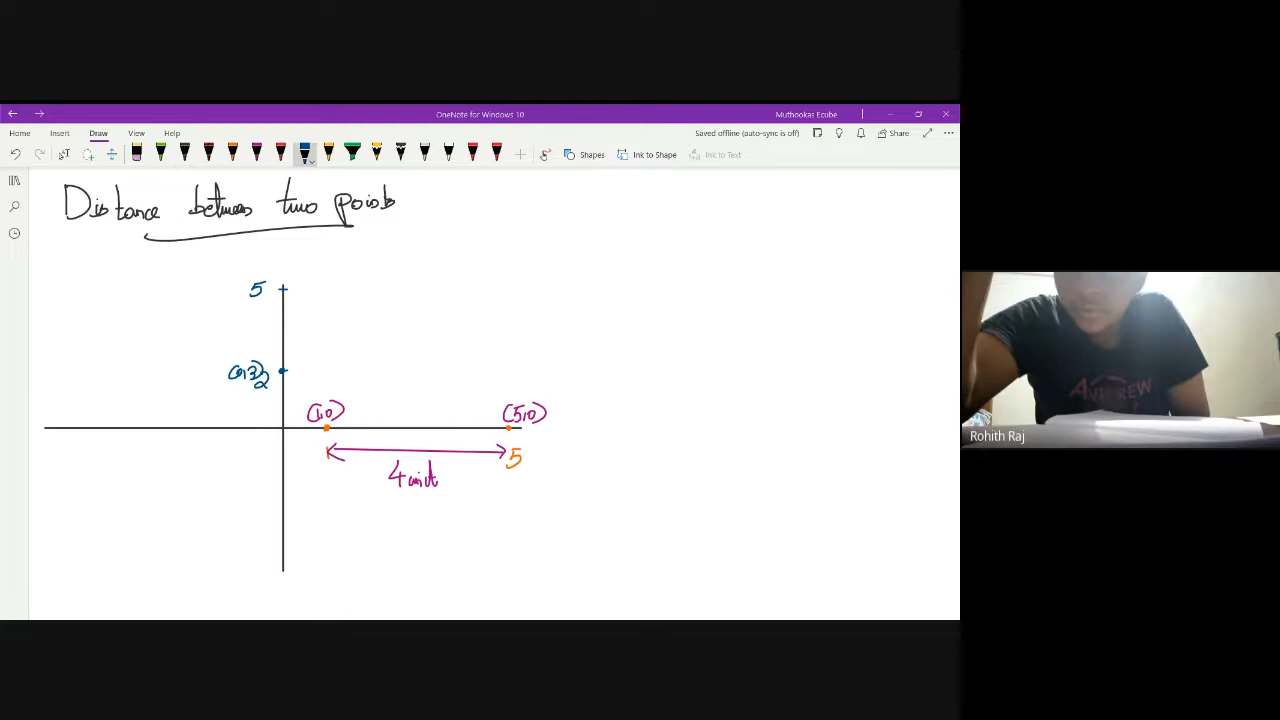 OneNote for Windows 10
Muthookas Ecube
Home Insert Draw View Help
Saved offline (auto-sync is off)
Share
Shapes
Ink to Shape
Ink to Text
Distance between two points
5
2
(1,0)
(5,0)
5
4 unit
ANDREW
Rohith Raj